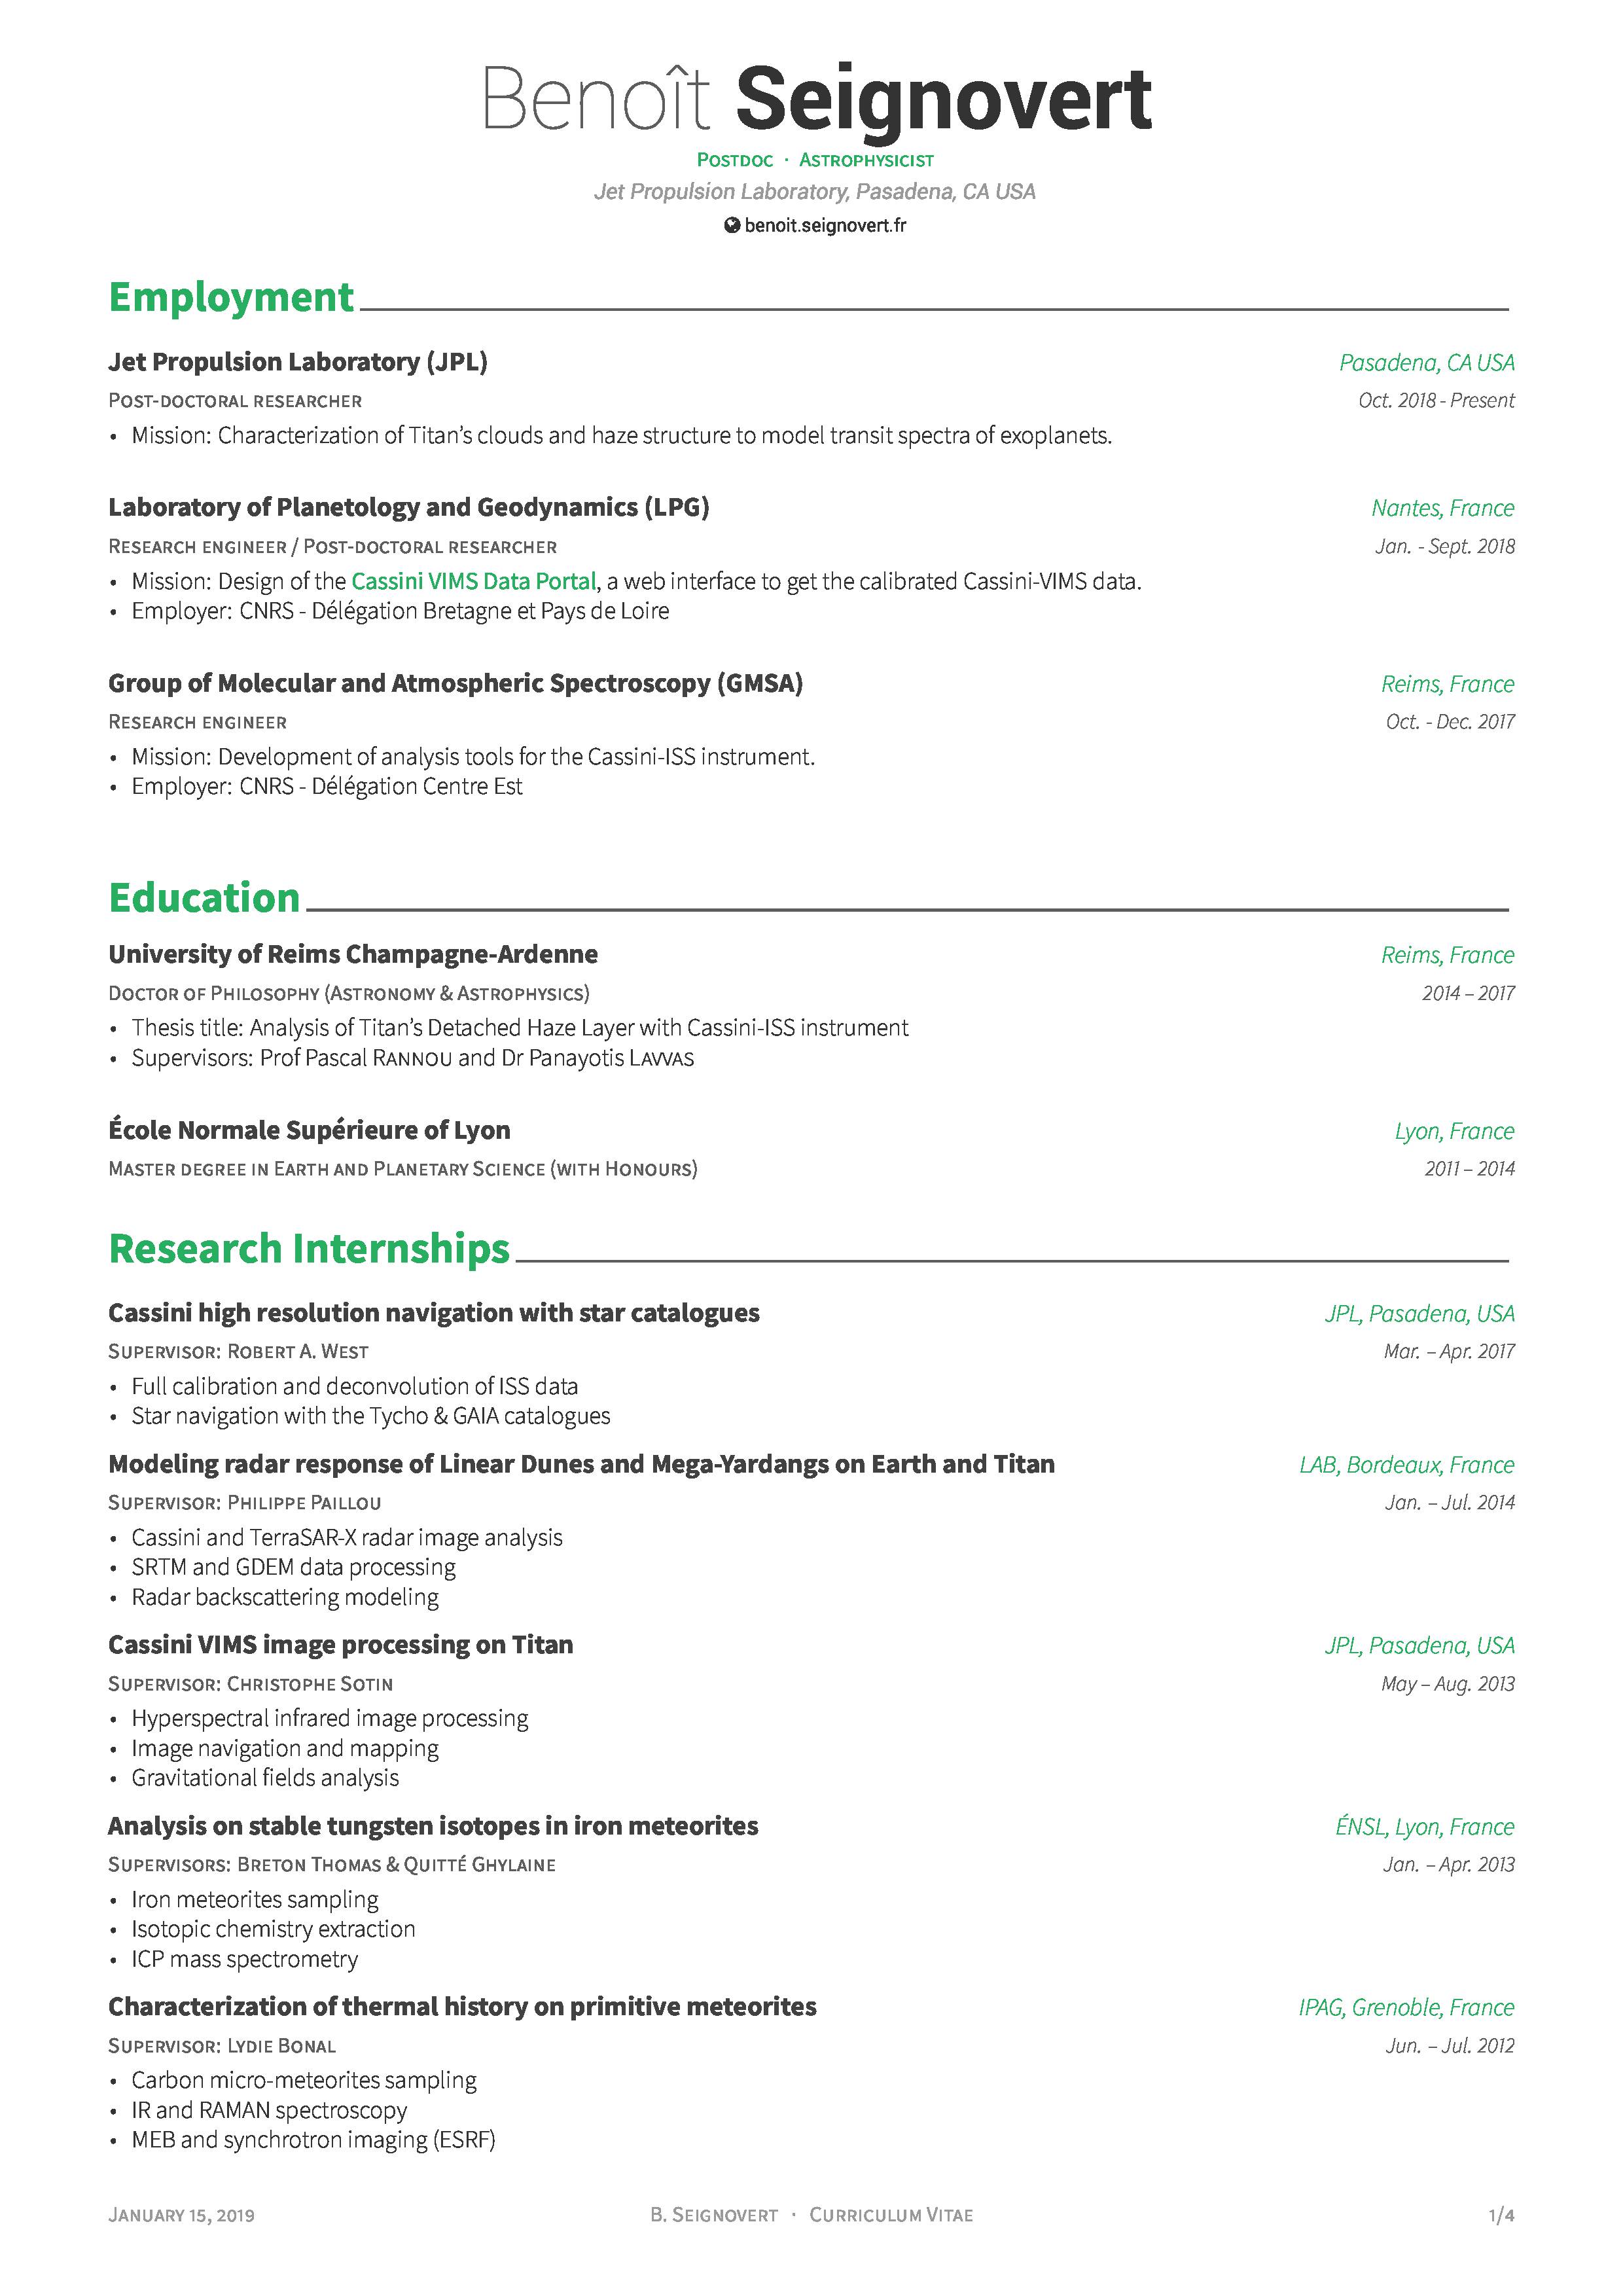 Benoît Seignovert
Postdoc · Astrophysicist
Jet Propulsion Laboratory, Pasadena, CA USA
benoit.seignovert.fr
Employment
Jet Propulsion Laboratory (JPL) Pasadena, CA USA
Post-doctoral researcher Oct. 2018 - Present
• Mission: Characterization of Titan's clouds and haze structure to model transit spectra of exoplanets.
Laboratory of Planetology and Geodynamics (LPG) Nantes, France
Research engineer / Post-doctoral researcher Jan. - Sept. 2018
• Mission: Design of the Cassini VIMS Data Portal, a web interface to get the calibrated Cassini-VIMS data.
• Employer: CNRS - Délégation Bretagne et Pays de Loire
Group of Molecular and Atmospheric Spectroscopy (GMSA) Reims, France
Research engineer Oct. - Dec. 2017
• Mission: Development of analysis tools for the Cassini-ISS instrument.
• Employer: CNRS - Délégation Centre Est
Education
University of Reims Champagne-Ardenne Reims, France
Doctor of Philosophy (Astronomy & Astrophysics) 2014 – 2017
• Thesis title: Analysis of Titan's Detached Haze Layer with Cassini-ISS instrument
• Supervisors: Prof Pascal Rannou and Dr Panayotis Lavvas
École Normale Supérieure of Lyon Lyon, France
Master degree in Earth and Planetary Science (with Honours) 2011 – 2014
Research Internships
Cassini high resolution navigation with star catalogues JPL, Pasadena, USA
Supervisor: Robert A. West Mar. – Apr. 2017
• Full calibration and deconvolution of ISS data
• Star navigation with the Tycho & GAIA catalogues
Modeling radar response of Linear Dunes and Mega-Yardangs on Earth and Titan LAB, Bordeaux, France
Supervisor: Philippe Paillou Jan. – Jul. 2014
• Cassini and TerraSAR-X radar image analysis
• SRTM and GDEM data processing
• Radar backscattering modeling
Cassini VIMS image processing on Titan JPL, Pasadena, USA
Supervisor: Christophe Sotin May – Aug. 2013
• Hyperspectral infrared image processing
• Image navigation and mapping
• Gravitational fields analysis
Analysis on stable tungsten isotopes in iron meteorites ÉNSL, Lyon, France
Supervisors: Breton Thomas & Quitté Ghylaine Jan. – Apr. 2013
• Iron meteorites sampling
• Isotopic chemistry extraction
• ICP mass spectrometry
Characterization of thermal history on primitive meteorites IPAG, Grenoble, France
Supervisor: Lydie Bonal Jun. – Jul. 2012
• Carbon micro-meteorites sampling
• IR and RAMAN spectroscopy
• MEB and synchrotron imaging (ESRF)
January 15, 2019 B. Seignovert · Curriculum Vitae 1/4